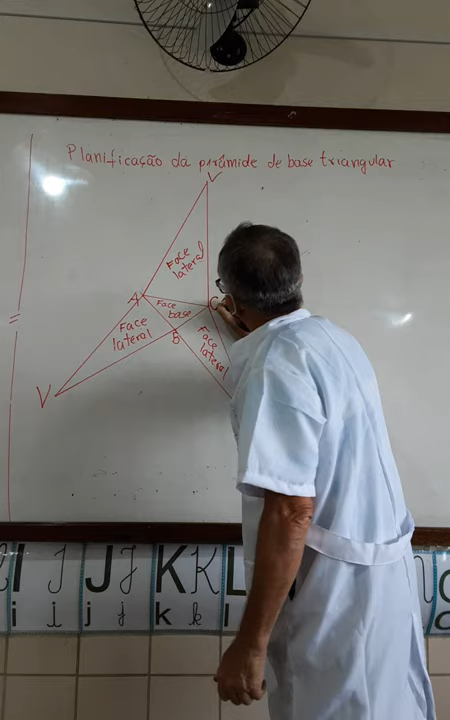 Planificação da pirâmide de base triangular
V
Face
lateral
A
Face
base
C
Face
lateral
B
Face
lateral
V
I J J K K L
i i j j k k l